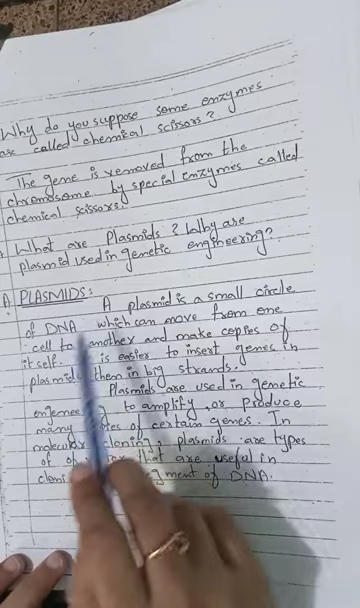 Why do you suppose some enzymes
are called chemical scissors?
The gene is removed from the
chromosome by special enzymes called
chemical scissors.
What are Plasmids? Why are
plasmid used in genetic engineering?
A. PLASMIDS:
A plasmid is a small circle
of DNA which can move from one
cell to another and make copies of
itself. is easier to insert genes in
plasmid them in big strands.
Plasmids are used in genetic
to amplify, or produce
many of certain genes. In
molecular cloning, plasmids are types
of that are useful in
of DNA.